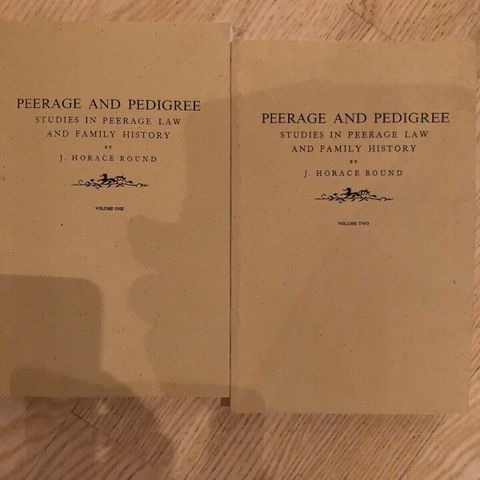 PEERAGE AND PEDIGREE
STUDIES IN PEERAGE LAW
AND FAMILY HISTORY
BY
J. HORACE ROUND
VOLUME ONE
PEERAGE AND PEDIGREE
STUDIES IN PEERAGE LAW
AND FAMILY HISTORY
BY
J. HORACE ROUND
VOLUME TWO